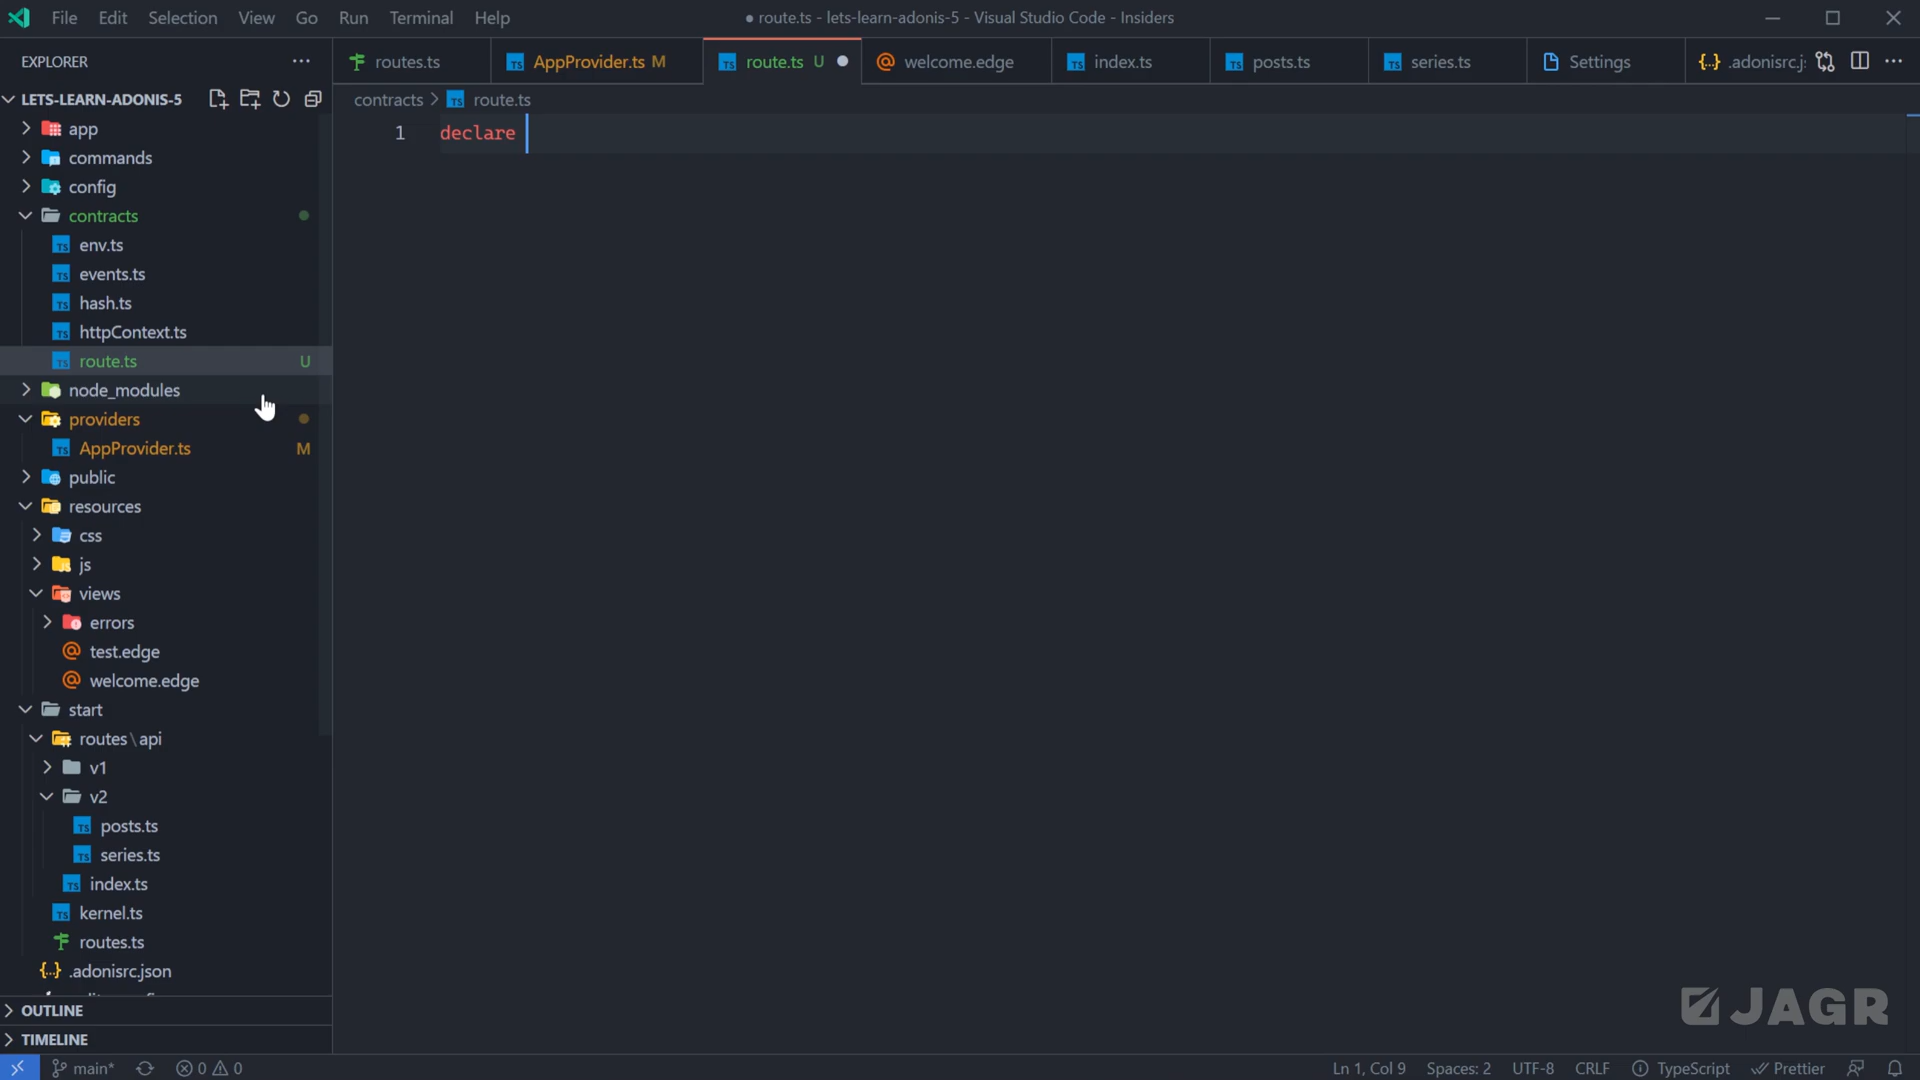 File Edit Selection View Go Run Terminal Help
● route.ts - lets-learn-adonis-5 - Visual Studio Code - Insiders
EXPLORER
routes.ts
AppProvider.ts M
route.ts U
welcome.edge
index.ts
posts.ts
series.ts
Settings
.adonisrc.j
LETS-LEARN-ADONIS-5
contracts > route.ts
1 declare
app
commands
config
contracts
env.ts
events.ts
hash.ts
httpContext.ts
route.ts U
node_modules
providers
AppProvider.ts M
public
resources
css
js
views
errors
test.edge
welcome.edge
start
routes\api
v1
v2
posts.ts
series.ts
index.ts
kernel.ts
routes.ts
.adonisrc.json
OUTLINE
TIMELINE
JAGR
main* 0 0
Ln 1, Col 9 Spaces: 2 UTF-8 CRLF TypeScript Prettier